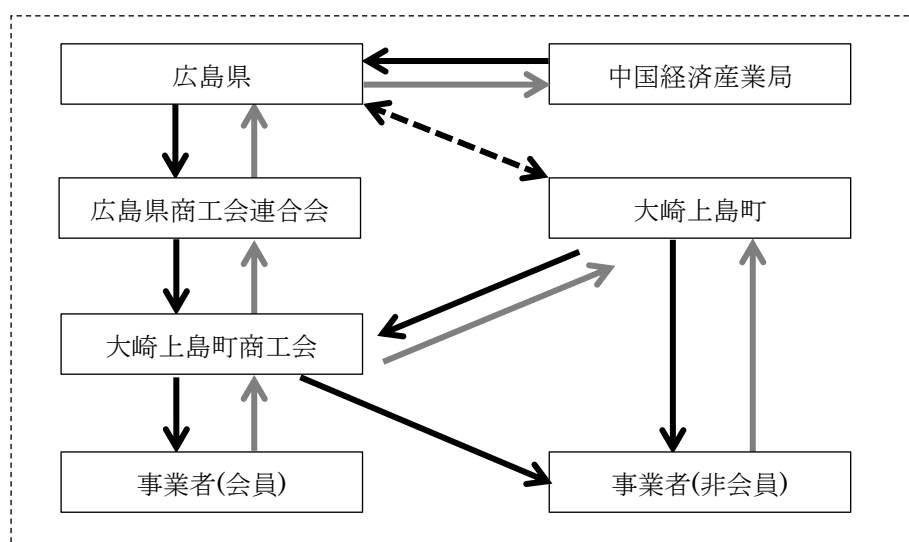 広島県
中国経済産業局
広島県商工会連合会
大崎上島町
大崎上島町商工会
事業者(会員)
事業者(非会員)